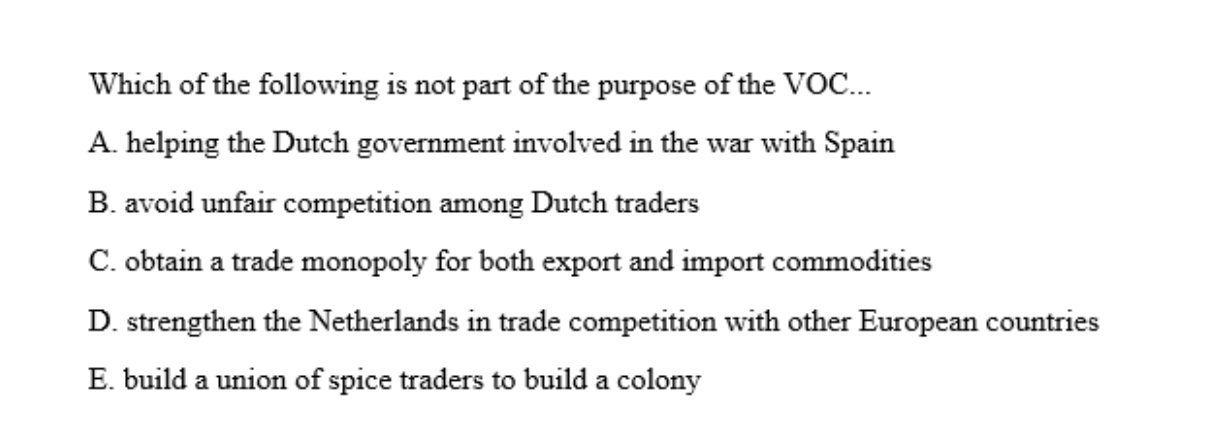 Which of the following is not part of the purpose of the VOC...
A. helping the Dutch government involved in the war with Spain
B. avoid unfair competition among Dutch traders
C. obtain a trade monopoly for both export and import commodities
D. strengthen the Netherlands in trade competition with other European countries
E. build a union of spice traders to build a colony